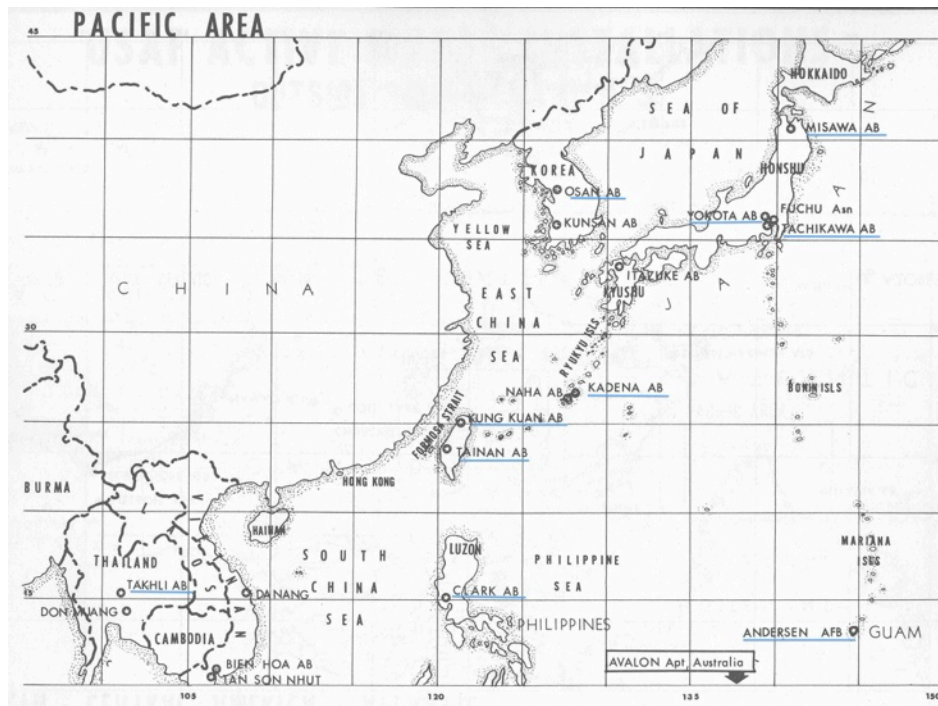 PACIFIC AREA
45
HOKKAIDO
SEA OF
JAPAN
MISAWA AB
HONSHU
KOREA
OSAN AB
KUNSAN AB
YOKOTA AB
FUCHU Asn
TACHIKAWA AB
YELLOW
SEA
ITAZUKE AB
KYUSHU
CHINA
EAST
CHINA
SEA
JA
A
N
30
RYUKYU ISLS
BONIN ISLS
NAHA AB
KADENA AB
FORMOSA STRAIT
KUNG KUAN AB
TAINAN AB
BURMA
HONG KONG
HAINAN
LUZON
SOUTH
CHINA
SEA
PHILIPPINE
SEA
MARIANA
ISLS
THAILAND
TAKHLI AB
15
DON MUANG
DANANG
CLARK AB
PHILIPPINES
CAMBODIA
ANDERSEN AFB
GUAM
BIEN HOA AB
TAN SON NHUT
AVALON Apt, Australia
105
120
135
150